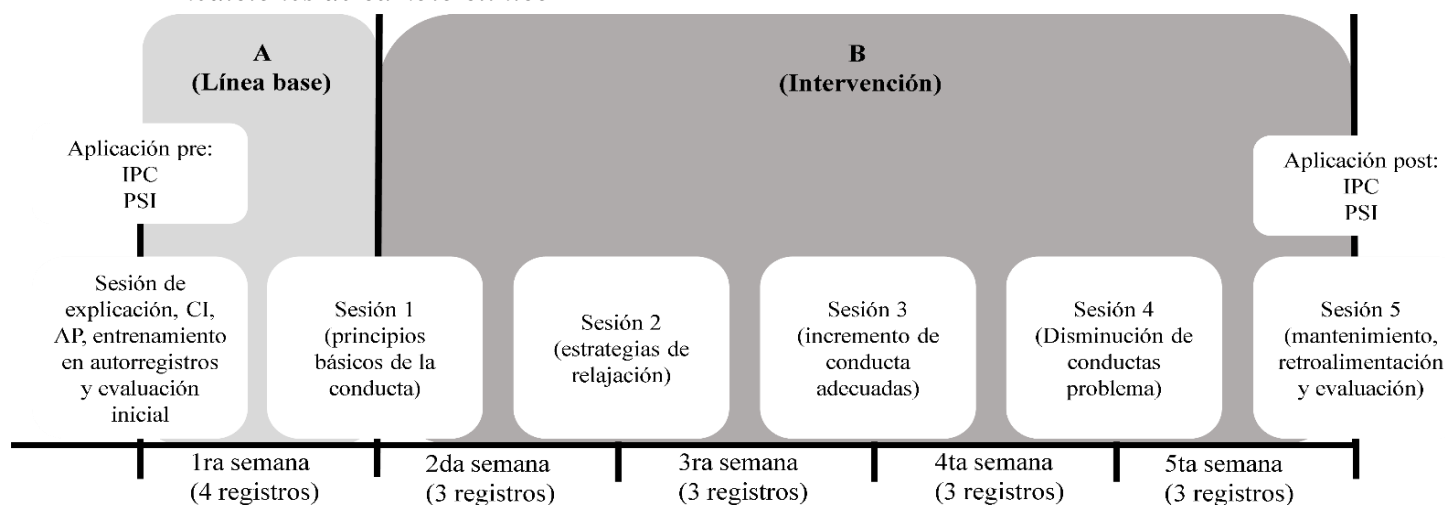 A
(Línea base)
B
(Intervención)
Aplicación pre:
IPC
PSI
Aplicación post:
IPC
PSI
Sesión de
explicación, CI,
AP, entrenamiento
en autorregistros
y evaluación
inicial
Sesión 1
(principios
básicos de la
conducta)
Sesión 2
(estrategias de
relajación)
Sesión 3
(incremento de
conducta
adecuadas)
Sesión 4
(Disminución de
conductas
problema)
Sesión 5
(mantenimiento,
retroalimentación
y evaluación)
1ra semana
(4 registros)
2da semana
(3 registros)
3ra semana
(3 registros)
4ta semana
(3 registros)
5ta semana
(3 registros)